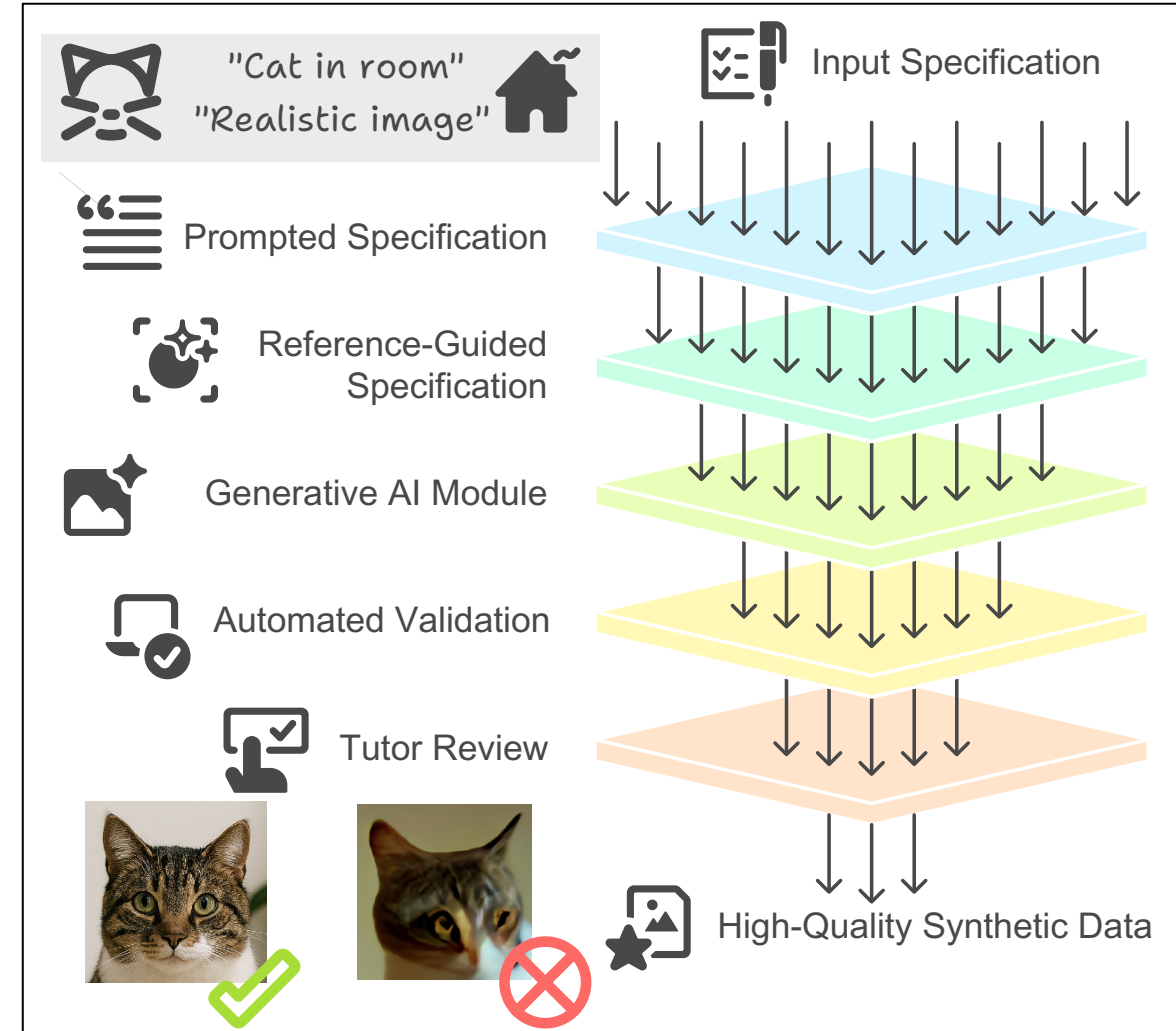 "Cat in room"
"Realistic image"
Input Specification
Prompted Specification
Reference-Guided
Specification
Generative AI Module
Automated Validation
Tutor Review
High-Quality Synthetic Data